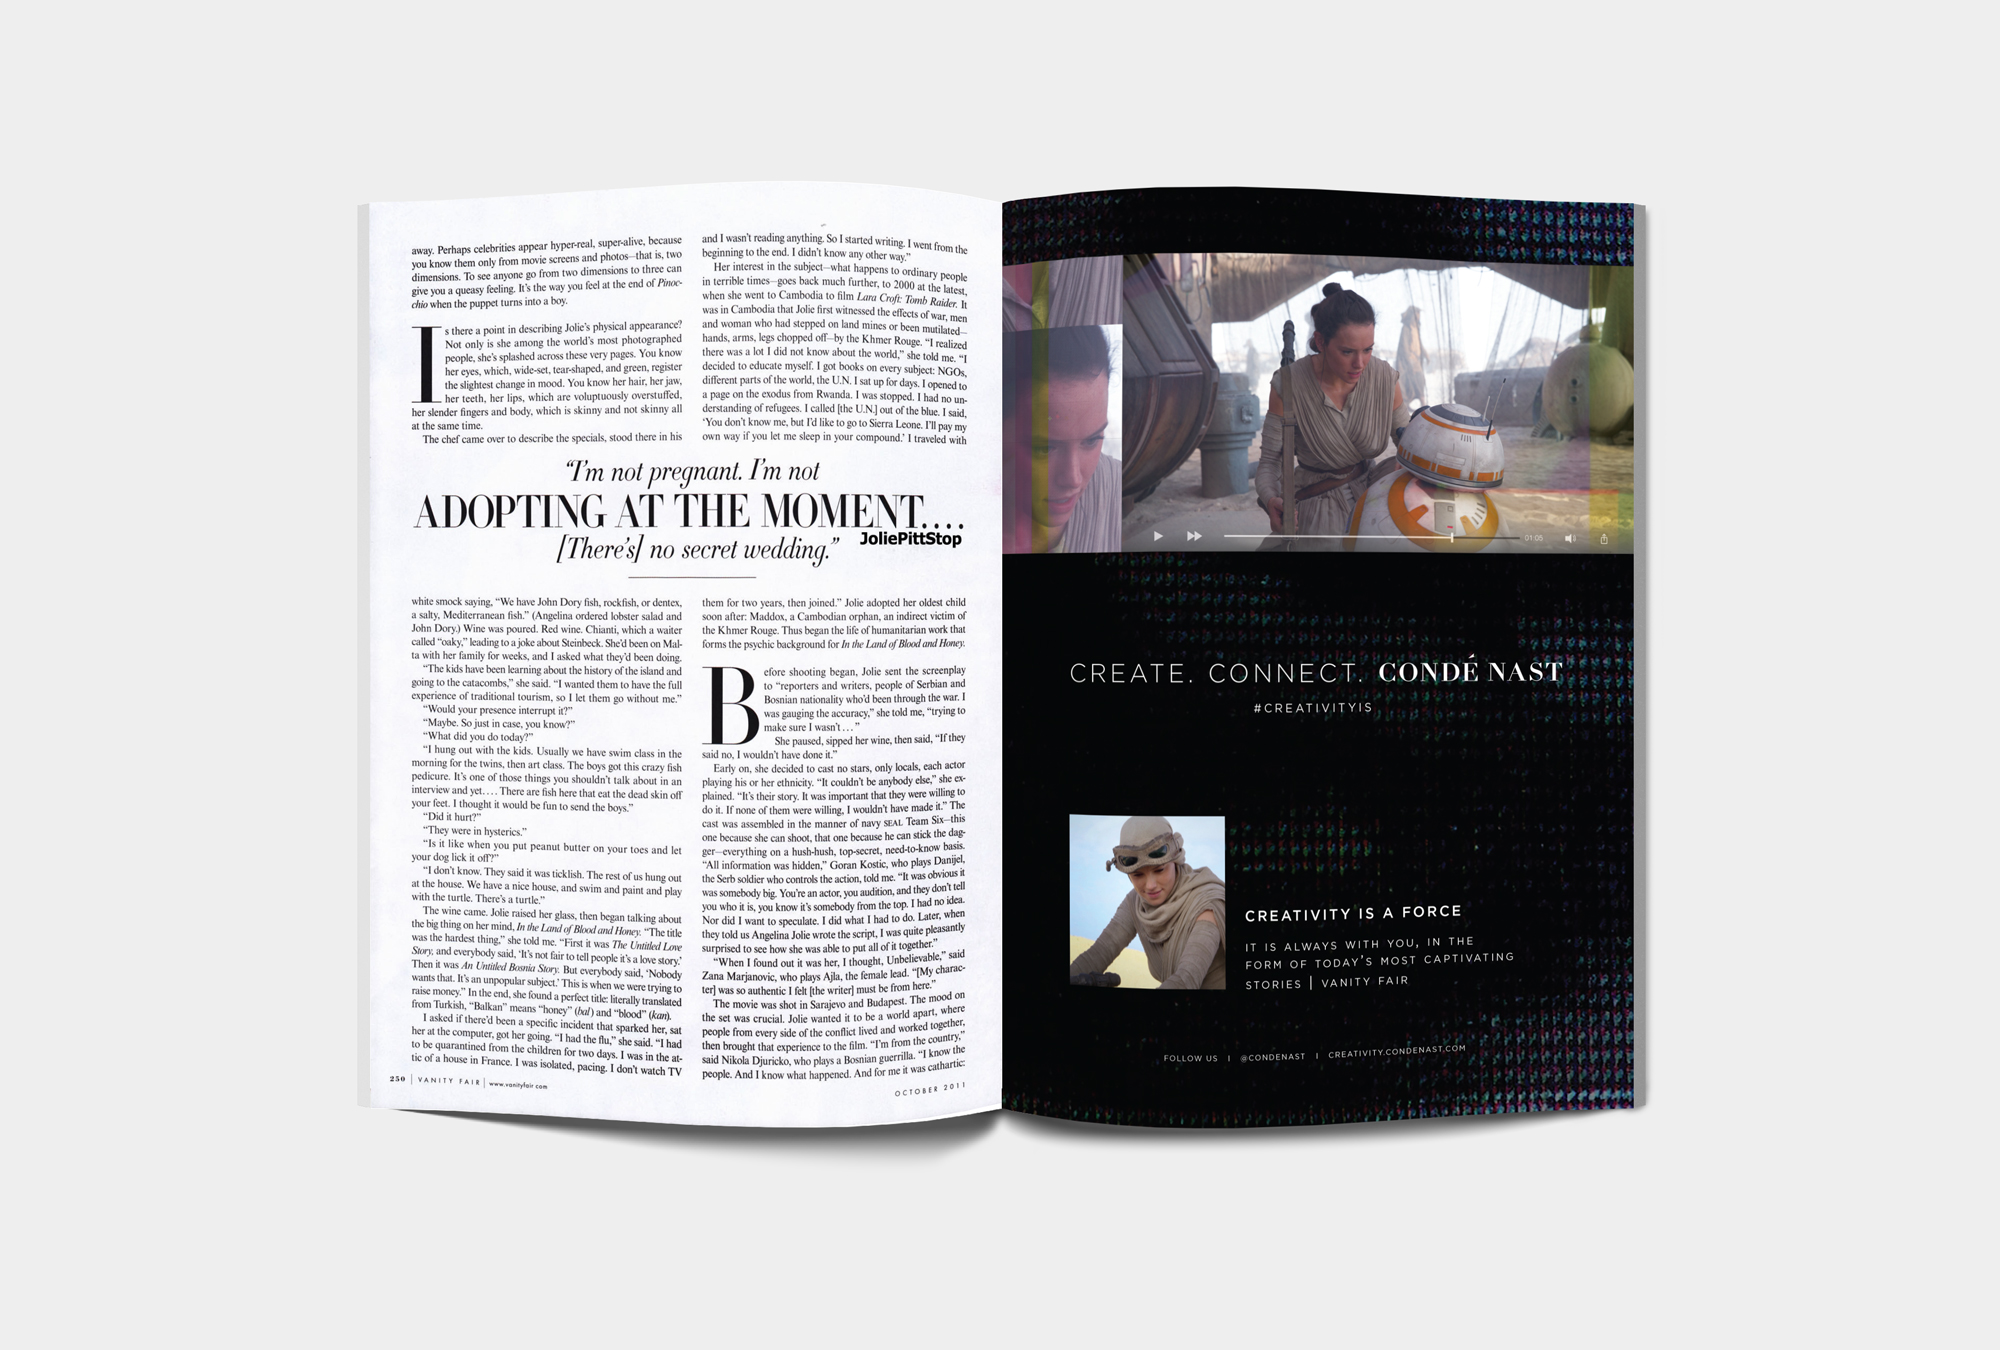 away. Perhaps celebrities appear hyper-real, super-alive, because
you know them only from movie screens and photos—that is, two
dimensions. To see anyone go from two dimensions to three can
give you a queasy feeling. It's the way you feel at the end of Pinoc-
chio when the puppet turns into a boy.
Is there a point in describing Jolie's physical appearance?
Not only is she among the world's most photographed
people, she's splashed across these very pages. You know
her eyes, which, wide-set, tear-shaped, and green, register
the slightest change in mood. You know her hair, her jaw,
her teeth, her lips, which are voluptuously overstuffed,
her slender fingers and body, which is skinny and not skinny all
at the same time.
The chef came over to describe the specials, stood there in his
and I wasn't reading anything. So I started writing. I went from the
beginning to the end. I didn't know any other way."
Her interest in the subject—what happens to ordinary people
in terrible times—goes back much further, to 2000 at the latest,
when she went to Cambodia to film Lara Croft: Tomb Raider. It
was in Cambodia that Jolie first witnessed the effects of war, men
and woman who had stepped on land mines or been mutilated—
hands, arms, legs chopped off—by the Khmer Rouge. "I realized
there was a lot I did not know about the world," she told me. "I
decided to educate myself. I got books on every subject: NGOs,
different parts of the world, the U.N. I sat up for days. I opened to
a page on the exodus from Rwanda. I was stopped. I had no un-
derstanding of refugees. I called [the U.N.] out of the blue. I said,
'You don't know me, but I'd like to go to Sierra Leone. I'll pay my
own way if you let me sleep in your compound.' I traveled with
"I'm not pregnant. I'm not
ADOPTING AT THE MOMENT....
[There's] no secret wedding."
JoliePittStop
white smock saying, "We have John Dory fish, rockfish, or dentex,
a salty, Mediterranean fish." (Angelina ordered lobster salad and
John Dory.) Wine was poured. Red wine. Chianti, which a waiter
called "oaky," leading to a joke about Steinbeck. She'd been on Mal-
ta with her family for weeks, and I asked what they'd been doing.
"The kids have been learning about the history of the island and
going to the catacombs," she said. "I wanted them to have the full
experience of traditional tourism, so I let them go without me."
"Would your presence interrupt it?"
"Maybe. So just in case, you know?"
"What did you do today?"
"I hung out with the kids. Usually we have swim class in the
morning for the twins, then art class. The boys got this crazy fish
pedicure. It's one of those things you shouldn't talk about in an
interview and yet.... There are fish here that eat the dead skin off
your feet. I thought it would be fun to send the boys."
"Did it hurt?"
"They were in hysterics."
"Is it like when you put peanut butter on your toes and let
your dog lick it off?"
"I don't know. They said it was ticklish. The rest of us hung out
at the house. We have a nice house, and swim and paint and play
with the turtle. There's a turtle."
The wine came. Jolie raised her glass, then began talking about
the big thing on her mind, In the Land of Blood and Honey. "The title
was the hardest thing," she told me. "First it was The Untitled Love
Story, and everybody said, 'It's not fair to tell people it's a love story.'
Then it was An Untitled Bosnia Story. But everybody said, 'Nobody
wants that. It's an unpopular subject.' This is when we were trying to
raise money." In the end, she found a perfect title: literally translated
from Turkish, "Balkan" means "honey" (bal) and "blood" (kan).
I asked if there'd been a specific incident that sparked her, sat
her at the computer, got her going. "I had the flu," she said. "I had
to be quarantined from the children for two days. I was in the at-
tic of a house in France. I was isolated, pacing. I don't watch TV
them for two years, then joined." Jolie adopted her oldest child
soon after: Maddox, a Cambodian orphan, an indirect victim of
the Khmer Rouge. Thus began the life of humanitarian work that
forms the psychic background for In the Land of Blood and Honey.
Before shooting began, Jolie sent the screenplay
to "reporters and writers, people of Serbian and
Bosnian nationality who'd been through the war. I
was gauging the accuracy," she told me, "trying to
make sure I wasn't ..."
She paused, sipped her wine, then said, "If they
said no, I wouldn't have done it."
Early on, she decided to cast no stars, only locals, each actor
playing his or her ethnicity. "It couldn't be anybody else," she ex-
plained. "It's their story. It was important that they were willing to
do it. If none of them were willing, I wouldn't have made it." The
cast was assembled in the manner of navy SEAL Team Six—this
one because she can shoot, that one because he can stick the dag-
ger—everything on a hush-hush, top-secret, need-to-know basis.
"All information was hidden," Goran Kostic, who plays Danijel,
the Serb soldier who controls the action, told me. "It was obvious it
was somebody big. You're an actor, you audition, and they don't tell
you who it is, you know it's somebody from the top. I had no idea.
Nor did I want to speculate. I did what I had to do. Later, when
they told us Angelina Jolie wrote the script, I was quite pleasantly
surprised to see how she was able to put all of it together."
"When I found out it was her, I thought, Unbelievable," said
Zana Marjanovic, who plays Ajla, the female lead. "[My charac-
ter] was so authentic I felt [the writer] must be from here."
The movie was shot in Sarajevo and Budapest. The mood on
the set was crucial. Jolie wanted it to be a world apart, where
people from every side of the conflict lived and worked together,
then brought that experience to the film. "I'm from the country,"
said Nikola Djuricko, who plays a Bosnian guerrilla. "I know the
people. And I know what happened. And for me it was cathartic:
250 | VANITY FAIR | www.vanityfair.com
OCTOBER 2011
01:05
CREATE. CONNECT. CONDÉ NAST
#CREATIVITYIS
CREATIVITY IS A FORCE
IT IS ALWAYS WITH YOU, IN THE
FORM OF TODAY'S MOST CAPTIVATING
STORIES | VANITY FAIR
FOLLOW US | @CONDENAST | CREATIVITY.CONDENAST.COM